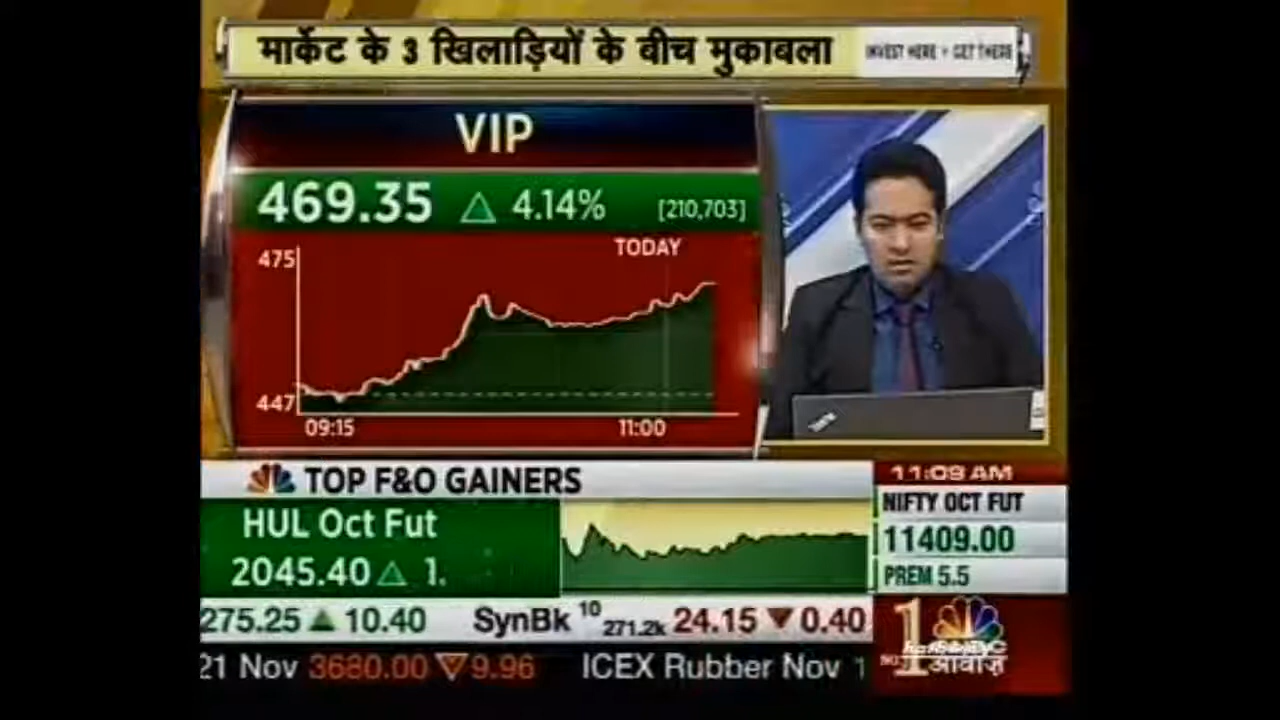 मार्केट के 3 खिलाड़ियों के बीच मुकाबला
INVEST HERE GET THERE
VIP
469.35 △ 4.14% [210,703]
TODAY
475
447
09:15 11:00
TOP F&O GAINERS
11:09 AM
HUL Oct Fut
2045.40 △ 1.
NIFTY OCT FUT
11409.00
PREM 5.5
275.25 ▲ 10.40 SynBk 10 271.2k 24.15 ▼ 0.40
21 Nov 3680.00 ▽ 9.96 ICEX Rubber Nov 1
NO. 1
आवाज़